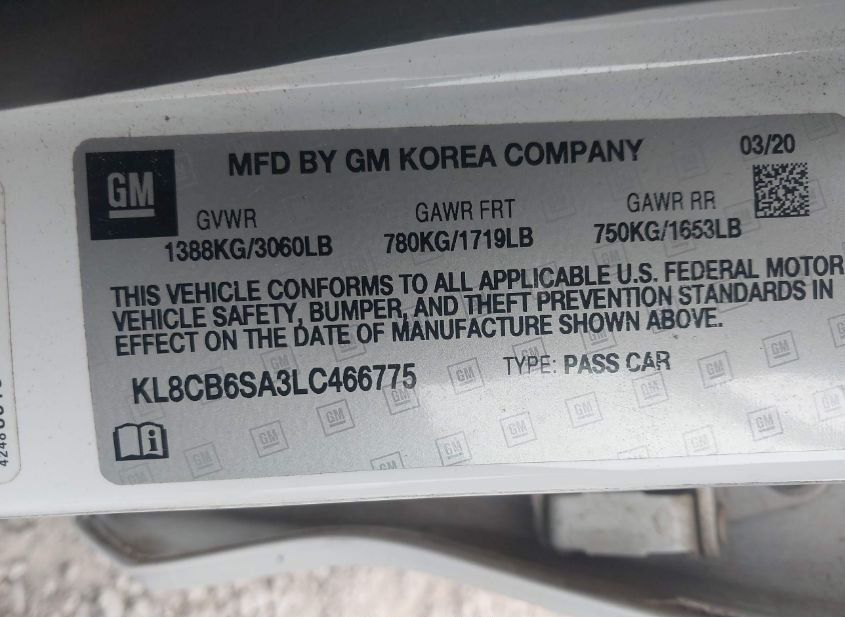 MFD BY GM KOREA COMPANY
03/20
GM
GVWR
GAWR FRT
GAWR RR
1388KG/3060LB
780KG/1719LB
750KG/1653LB
THIS VEHICLE CONFORMS TO ALL APPLICABLE U.S. FEDERAL MOTOR
VEHICLE SAFETY, BUMPER, AND THEFT PREVENTION STANDARDS IN
EFFECT ON THE DATE OF MANUFACTURE SHOWN ABOVE.
KL8CB6SA3LC466775
TYPE: PASS CAR